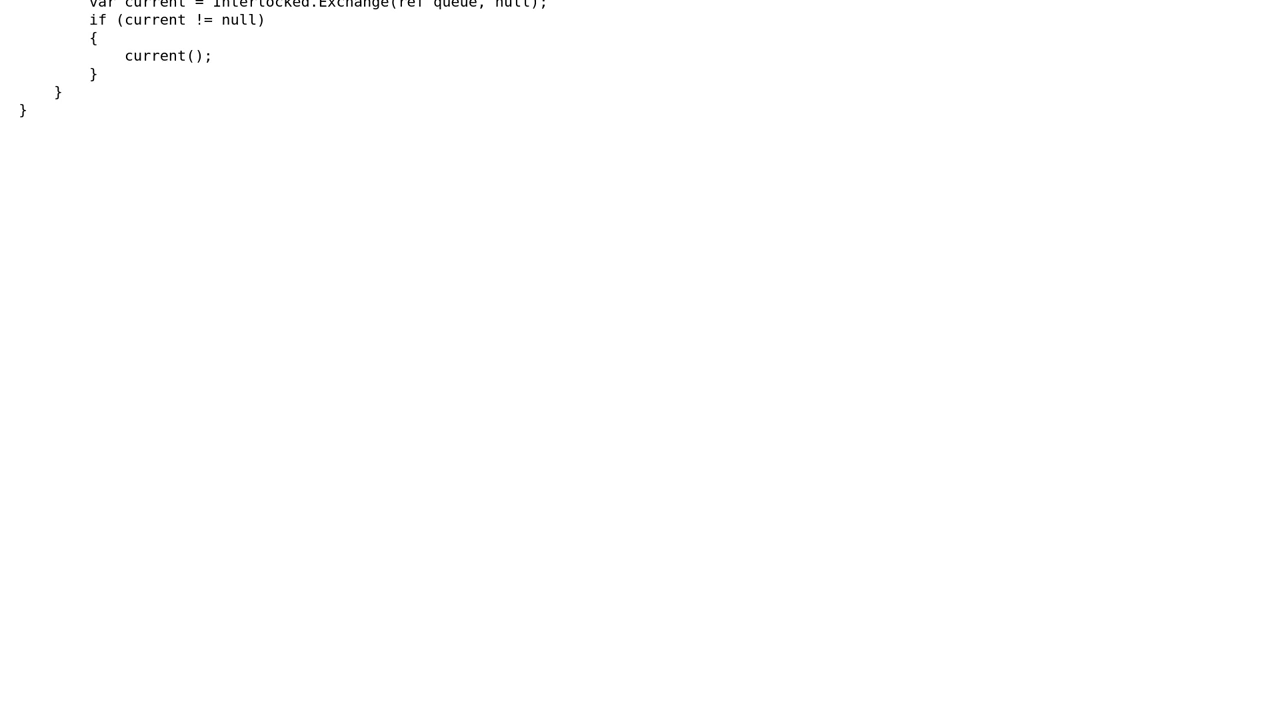 var current = Interlocked.Exchange(ref queue, null);
        if (current != null)
        {
            current();
        }
    }
}